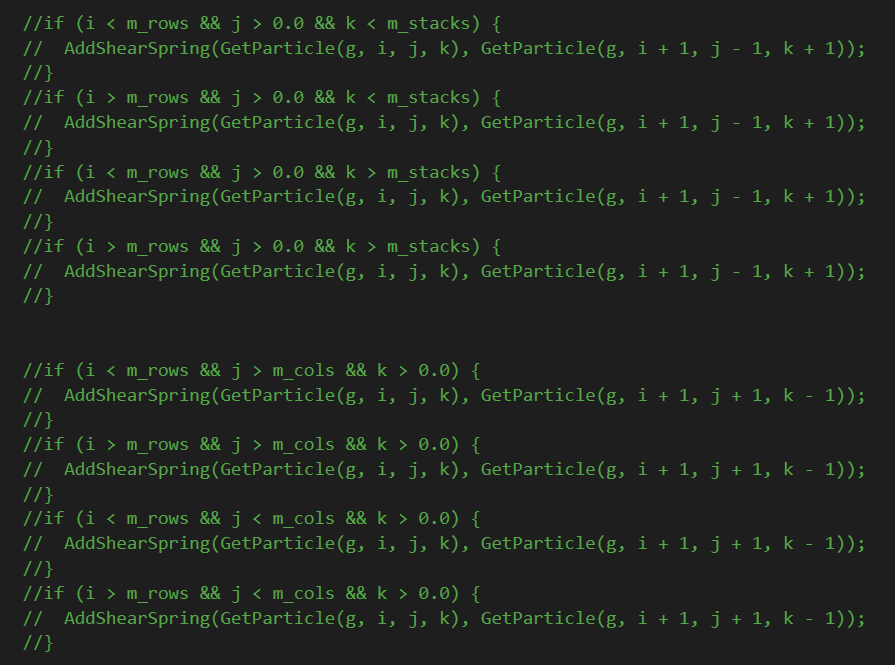 //if (i < m_rows && j > 0.0 && k < m_stacks) {
//  AddShearSpring(GetParticle(g, i, j, k), GetParticle(g, i + 1, j - 1, k + 1));
//}
//if (i > m_rows && j > 0.0 && k < m_stacks) {
//  AddShearSpring(GetParticle(g, i, j, k), GetParticle(g, i + 1, j - 1, k + 1));
//}
//if (i < m_rows && j > 0.0 && k > m_stacks) {
//  AddShearSpring(GetParticle(g, i, j, k), GetParticle(g, i + 1, j - 1, k + 1));
//}
//if (i > m_rows && j > 0.0 && k > m_stacks) {
//  AddShearSpring(GetParticle(g, i, j, k), GetParticle(g, i + 1, j - 1, k + 1));
//}
//if (i < m_rows && j > m_cols && k > 0.0) {
//  AddShearSpring(GetParticle(g, i, j, k), GetParticle(g, i + 1, j + 1, k - 1));
//}
//if (i > m_rows && j > m_cols && k > 0.0) {
//  AddShearSpring(GetParticle(g, i, j, k), GetParticle(g, i + 1, j + 1, k - 1));
//}
//if (i < m_rows && j < m_cols && k > 0.0) {
//  AddShearSpring(GetParticle(g, i, j, k), GetParticle(g, i + 1, j + 1, k - 1));
//}
//if (i > m_rows && j < m_cols && k > 0.0) {
//  AddShearSpring(GetParticle(g, i, j, k), GetParticle(g, i + 1, j + 1, k - 1));
//}